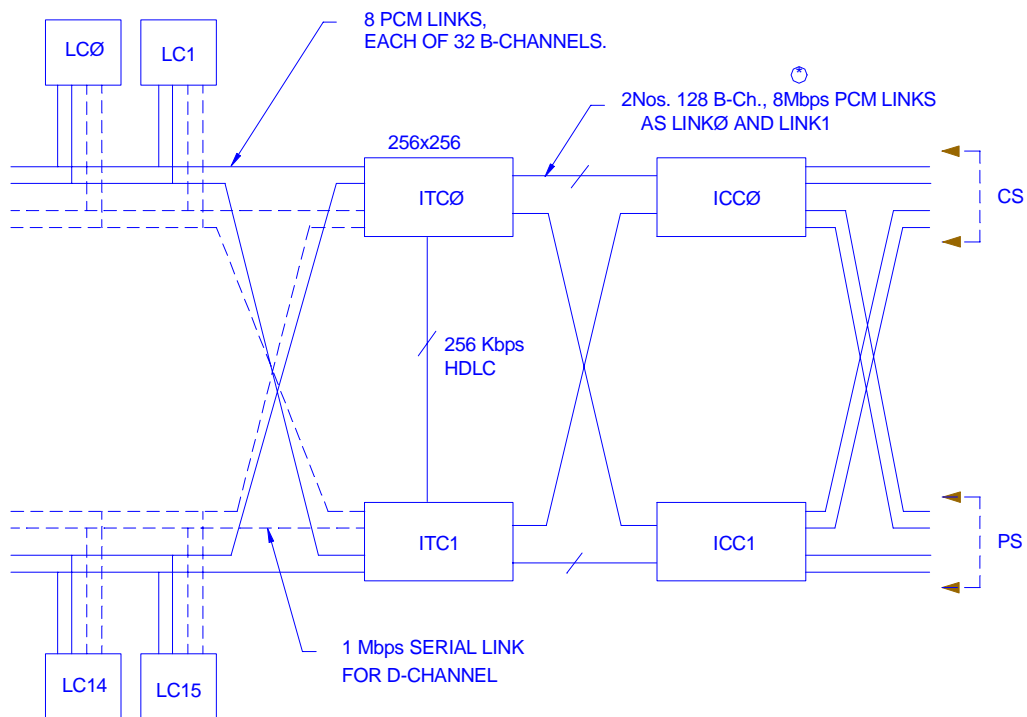 8 PCM LINKS,
EACH OF 32 B-CHANNELS.
LCØ
LC1
*
2Nos. 128 B-Ch., 8Mbps PCM LINKS
AS LINKØ AND LINK1
256x256
ITCØ
ICCØ
CS
256 Kbps
HDLC
ITC1
ICC1
PS
1 Mbps SERIAL LINK
FOR D-CHANNEL
LC14
LC15